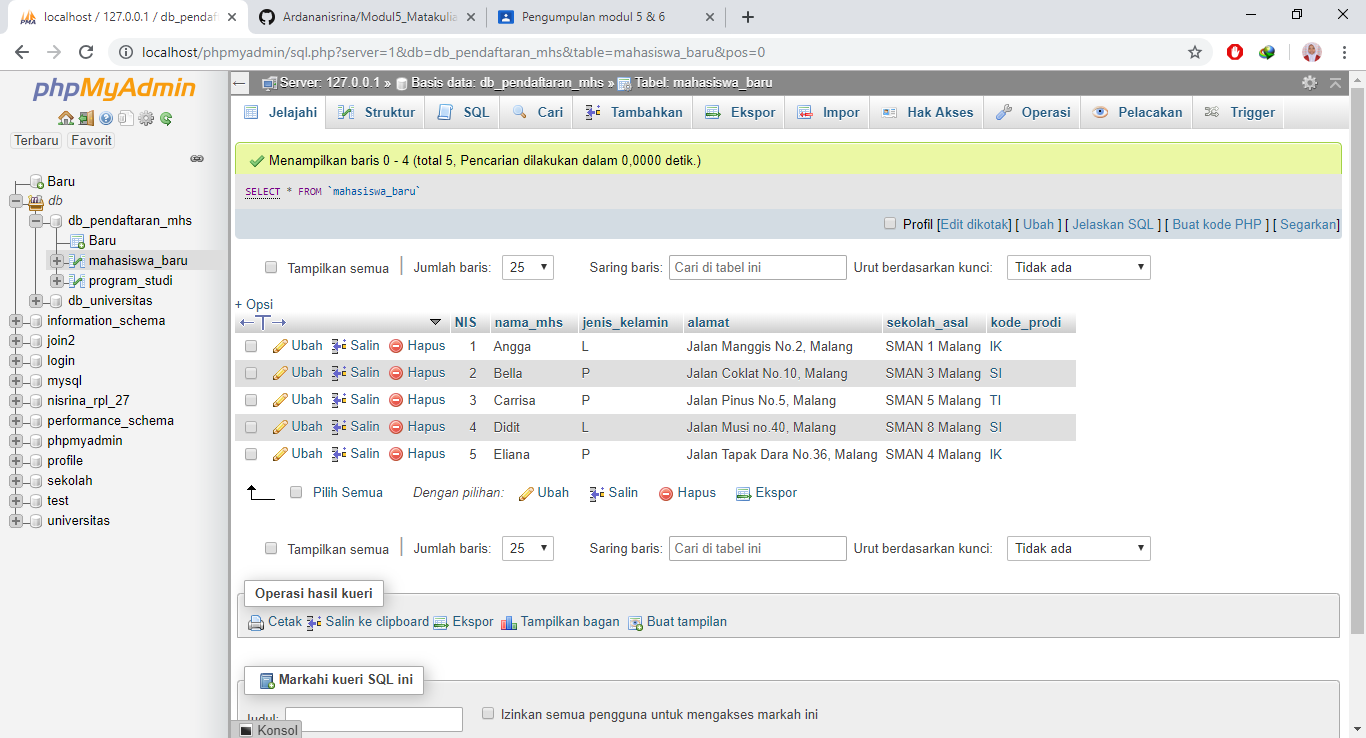 localhost / 127.0.0.1 / db_pendaf
Ardananisrina/Modul5_Matakulia
Pengumpulan modul 5 & 6
localhost/phpmyadmin/sql.php?server=1&db=db_pendaftaran_mhs&table=mahasiswa_baru&pos=0
phpMyAdmin
Terbaru Favorit
Baru
db
db_pendaftaran_mhs
Baru
mahasiswa_baru
program_studi
db_universitas
information_schema
join2
login
mysql
nisrina_rpl_27
performance_schema
phpmyadmin
profile
sekolah
test
universitas
Server: 127.0.0.1 » Basis data: db_pendaftaran_mhs » Tabel: mahasiswa_baru
Jelajahi Struktur SQL Cari Tambahkan Ekspor Impor Hak Akses Operasi Pelacakan Trigger
Menampilkan baris 0 - 4 (total 5, Pencarian dilakukan dalam 0,0000 detik.)
SELECT * FROM `mahasiswa_baru`
Profil [Edit dikotak] [ Ubah ] [ Jelaskan SQL ] [ Buat kode PHP ] [ Segarkan]
Tampilkan semua | Jumlah baris: 25 Saring baris: Cari di tabel ini Urut berdasarkan kunci: Tidak ada
+ Opsi
←T→ NIS nama_mhs jenis_kelamin alamat sekolah_asal kode_prodi
Ubah Salin Hapus 1 Angga L Jalan Manggis No.2, Malang SMAN 1 Malang IK
Ubah Salin Hapus 2 Bella P Jalan Coklat No.10, Malang SMAN 3 Malang SI
Ubah Salin Hapus 3 Carrisa P Jalan Pinus No.5, Malang SMAN 5 Malang TI
Ubah Salin Hapus 4 Didit L Jalan Musi no.40, Malang SMAN 8 Malang SI
Ubah Salin Hapus 5 Eliana P Jalan Tapak Dara No.36, Malang SMAN 4 Malang IK
Pilih Semua Dengan pilihan: Ubah Salin Hapus Ekspor
Tampilkan semua | Jumlah baris: 25 Saring baris: Cari di tabel ini Urut berdasarkan kunci: Tidak ada
Operasi hasil kueri
Cetak Salin ke clipboard Ekspor Tampilkan bagan Buat tampilan
Markahi kueri SQL ini
Judul: Izinkan semua pengguna untuk mengakses markah ini
Konsol